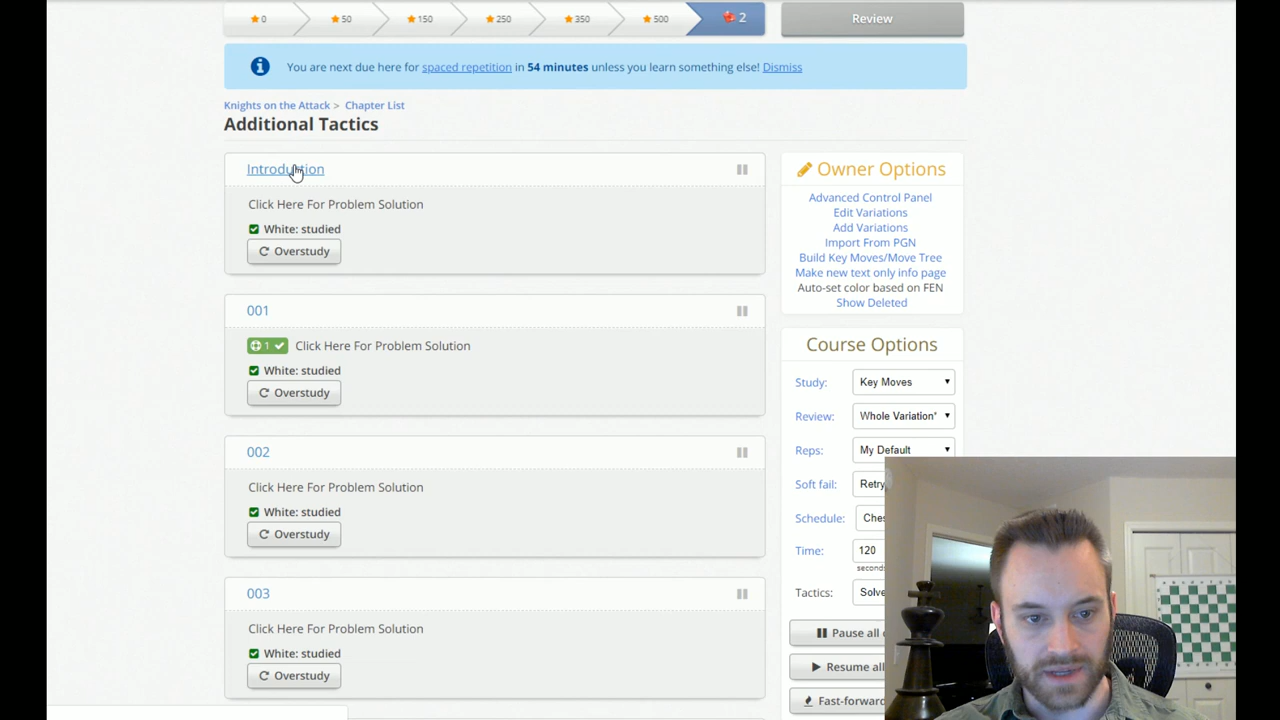 0
50
150
250
350
500
2
Review
You are next due here for spaced repetition in 54 minutes unless you learn something else! Dismiss
Knights on the Attack > Chapter List
Additional Tactics
Introduction
Click Here For Problem Solution
White: studied
Overstudy
001
1 Click Here For Problem Solution
White: studied
Overstudy
002
Click Here For Problem Solution
White: studied
Overstudy
003
Click Here For Problem Solution
White: studied
Overstudy
Owner Options
Advanced Control Panel
Edit Variations
Add Variations
Import From PGN
Build Key Moves/Move Tree
Make new text only info page
Auto-set color based on FEN
Show Deleted
Course Options
Study: Key Moves
Review: Whole Variation*
Reps: My Default
Soft fail: Retry
Schedule: Ches
Time: 120
seconds
Tactics: Solve
Pause all
Resume all
Fast-forward